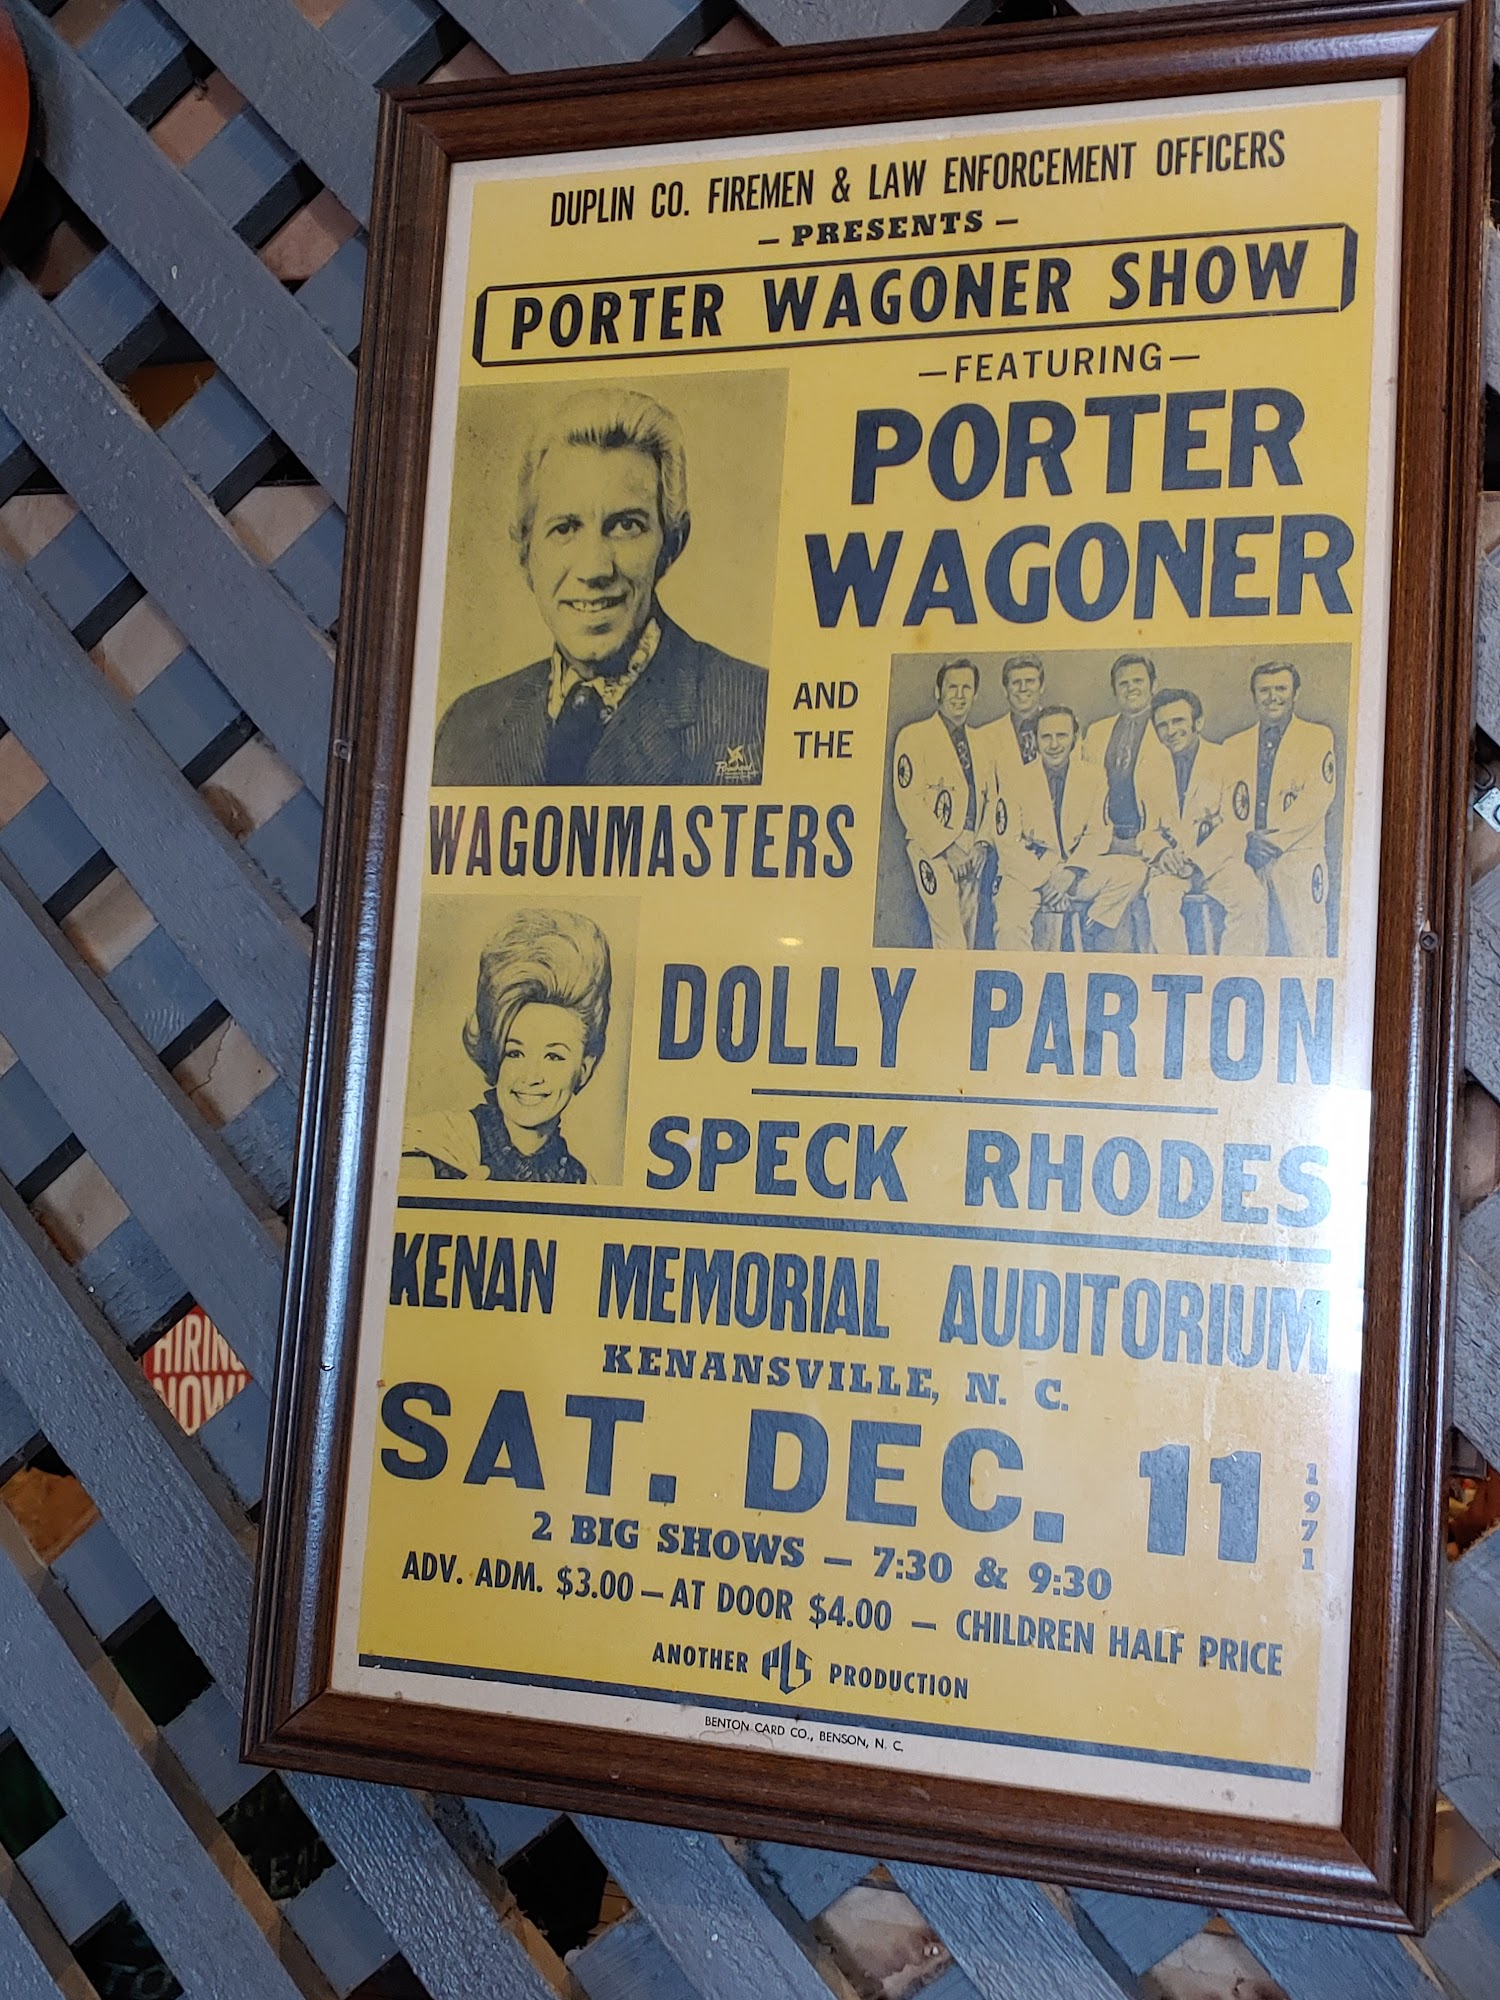 DUPLIN CO. FIREMEN & LAW ENFORCEMENT OFFICERS
– PRESENTS –
PORTER WAGONER SHOW
—FEATURING—
PORTER
WAGONER
AND
THE
WAGONMASTERS
DOLLY PARTON
SPECK RHODES
KENAN MEMORIAL AUDITORIUM
KENANSVILLE, N. C.
SAT. DEC. 11
1971
2 BIG SHOWS – 7:30 & 9:30
ADV. ADM. $3.00 – AT DOOR $4.00 – CHILDREN HALF PRICE
ANOTHER PLS PRODUCTION
BENTON CARD CO., BENSON, N. C.
HIRING
NOW!